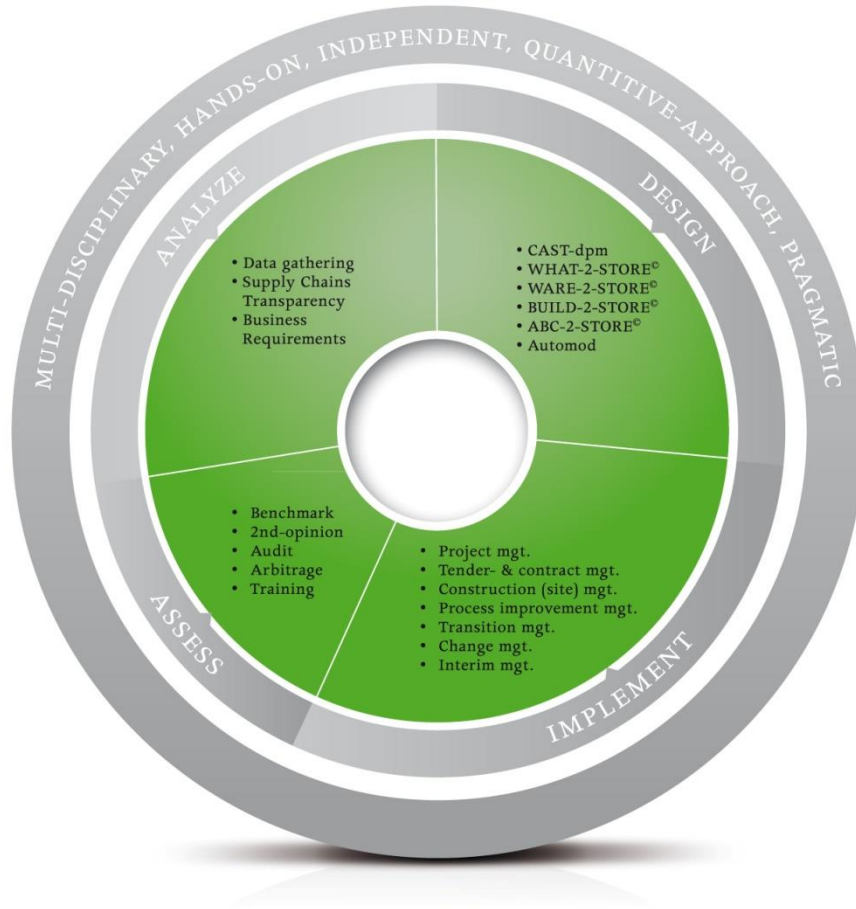 MULTI-DISCIPLINARY, HANDS-ON, INDEPENDENT, QUANTITIVE-APPROACH, PRAGMATIC
ANALYZE
• Data gathering
• Supply Chains
Transparency
• Business
Requirements
DESIGN
• CAST-dpm
• WHAT-2-STORE©
• WARE-2-STORE©
• BUILD-2-STORE©
• ABC-2-STORE©
• Automod
IMPLEMENT
• Project mgt.
• Tender- & contract mgt.
• Construction (site) mgt.
• Process improvement mgt.
• Transition mgt.
• Change mgt.
• Interim mgt.
ASSESS
• Benchmark
• 2nd-opinion
• Audit
• Arbitrage
• Training